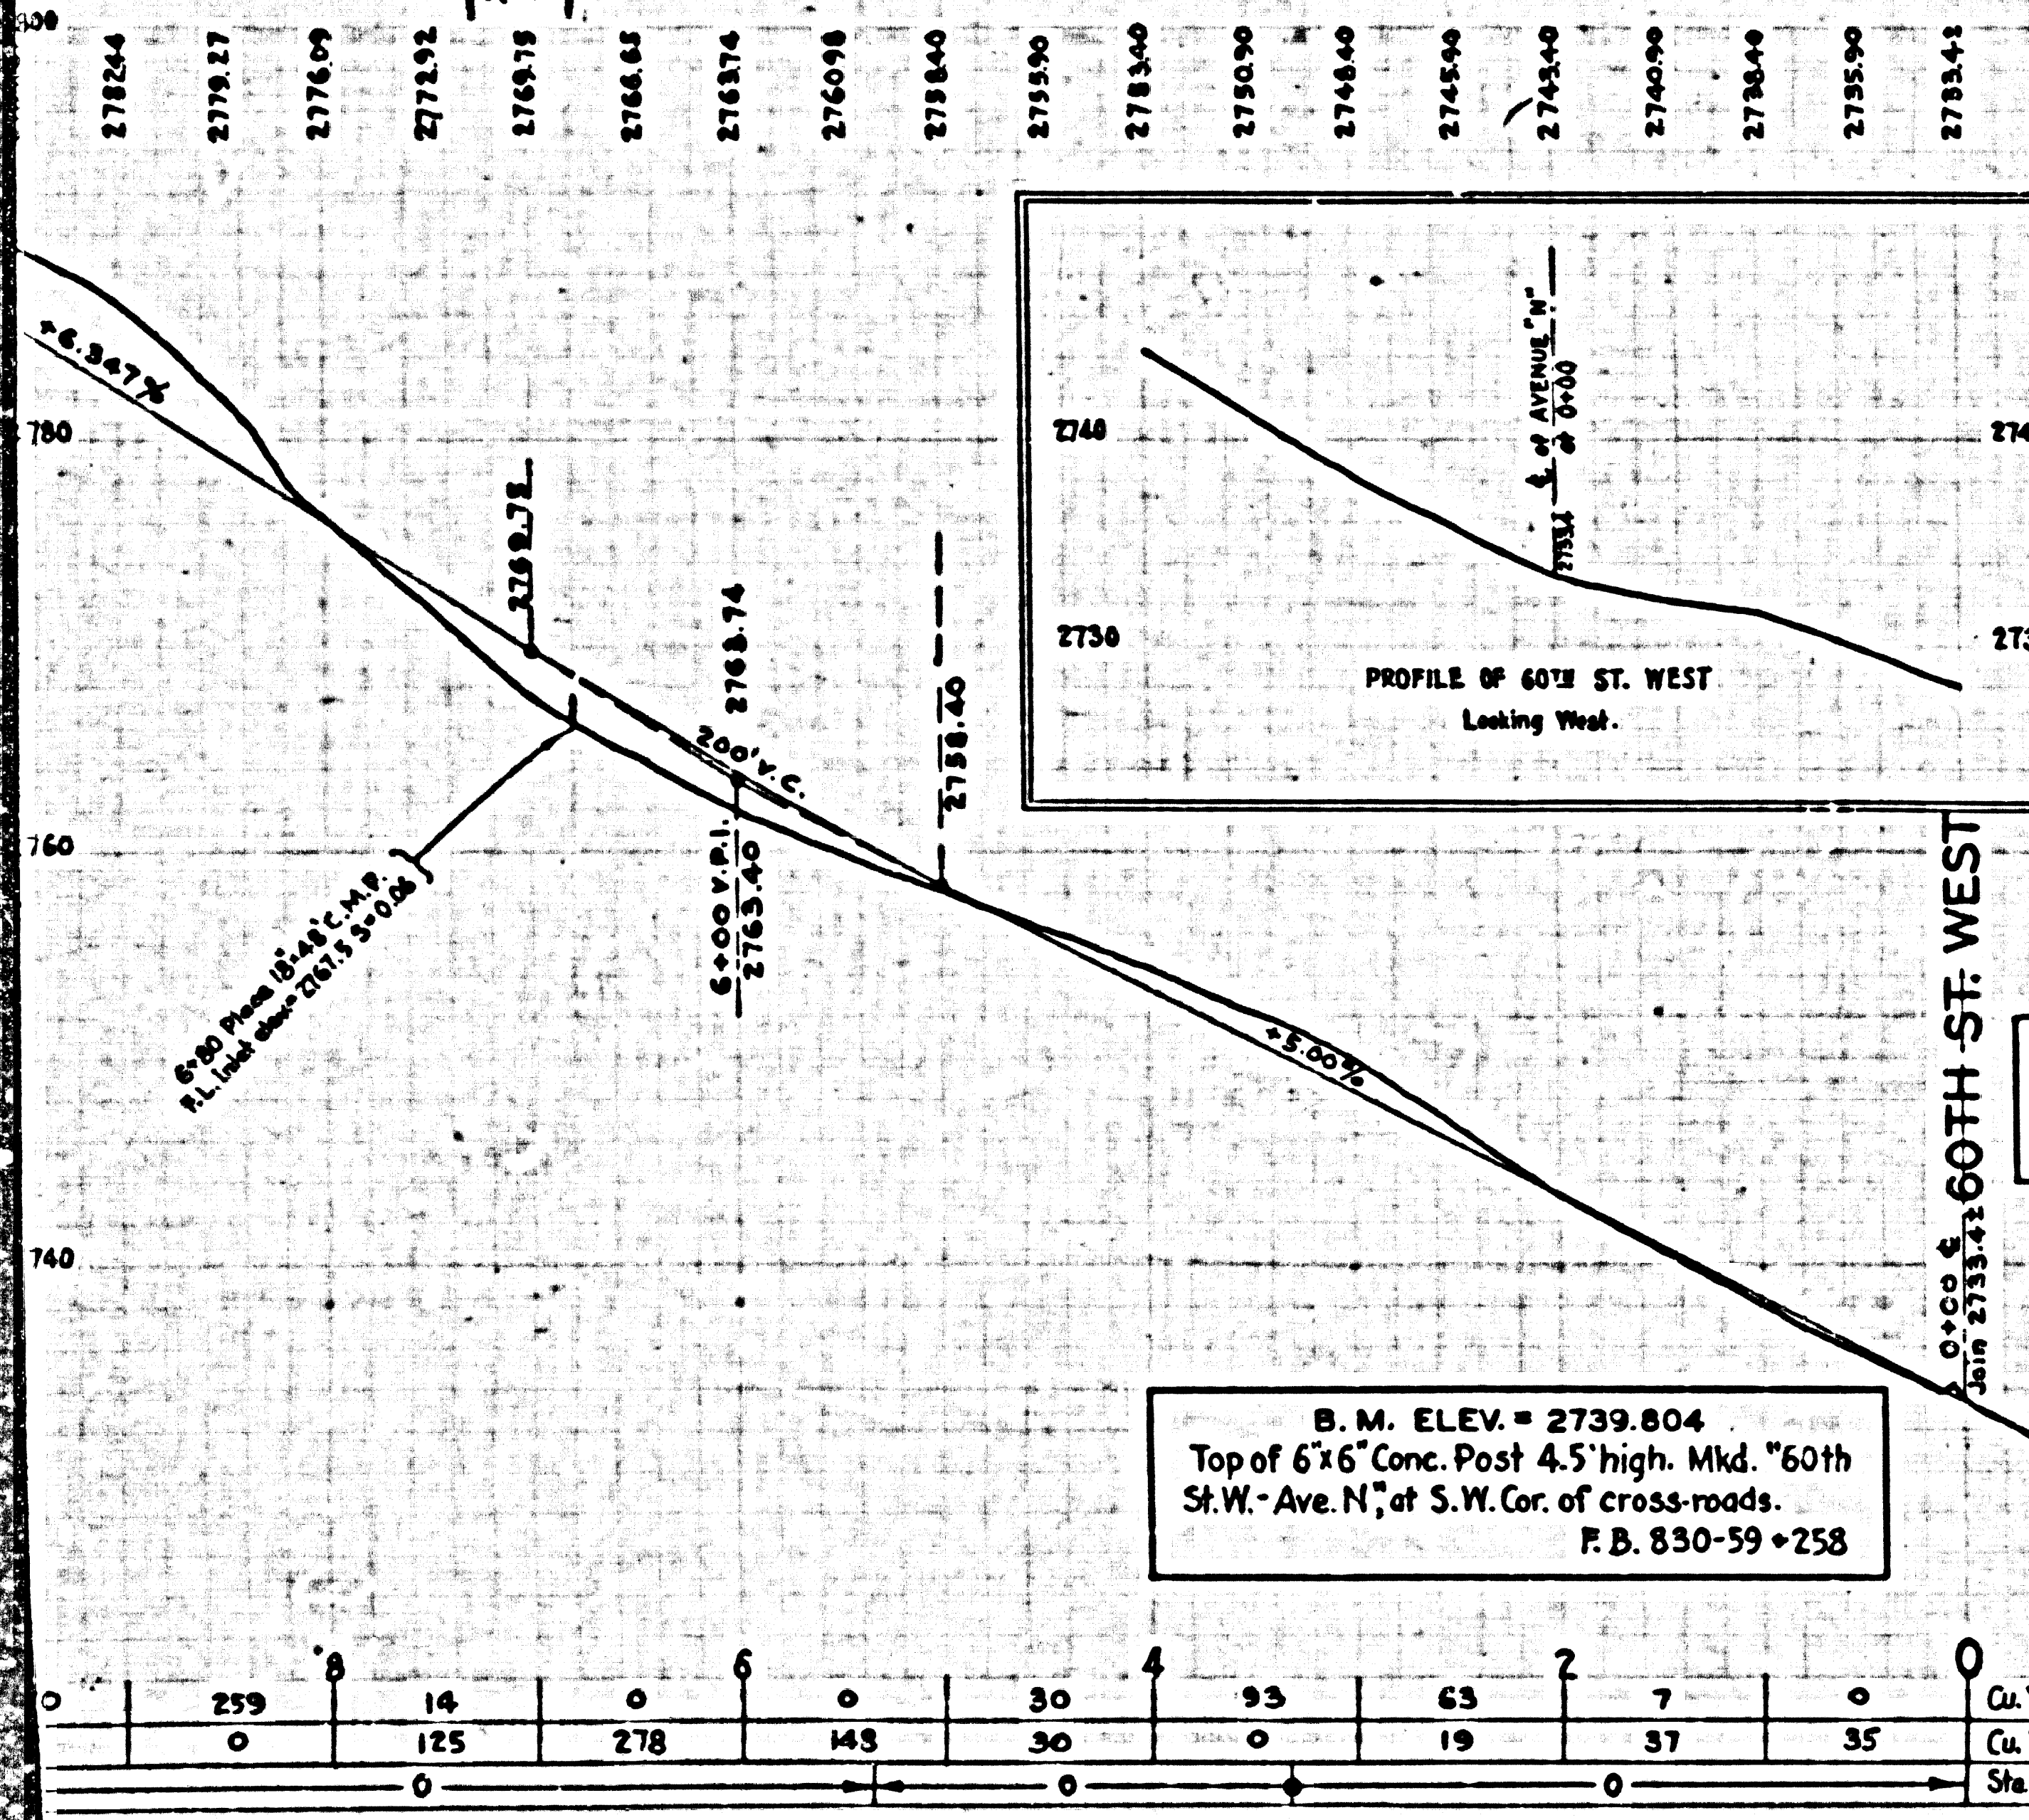 2782.44
2779.27
2776.09
2772.92
2769.75
2766.65
2763.74
2760.98
2758.40
2755.90
2753.40
2750.90
2748.40
2745.90
2743.40
2740.90
2738.40
2735.90
2733.42
+6.347%
780
760
740
2769.75
2763.74
200' V.C.
6+00 V.P.I.
2763.40
2758.40
6+80 Place 18"-48' C.M.P.
F.L. Inlet elev.=2767.5 S=0.06
2740
2730
℄ of AVENUE "N"
at 0+00
2733.4
PROFILE OF 60TH ST. WEST
Looking West.
+5.00%
60TH ST. WEST
0+00 ℄
Join 2733.42
B. M. ELEV. = 2739.804
Top of 6"x6" Conc. Post 4.5' high. Mkd. "60th
St. W. - Ave. N", at S.W. Cor. of cross-roads.
F. B. 830-59 + 258
8 6 4 2 0
0 259 14 0 0 30 93 63 7 0 Cu.
0 125 278 143 30 0 19 37 35 Cu.
0 0 0 Sta